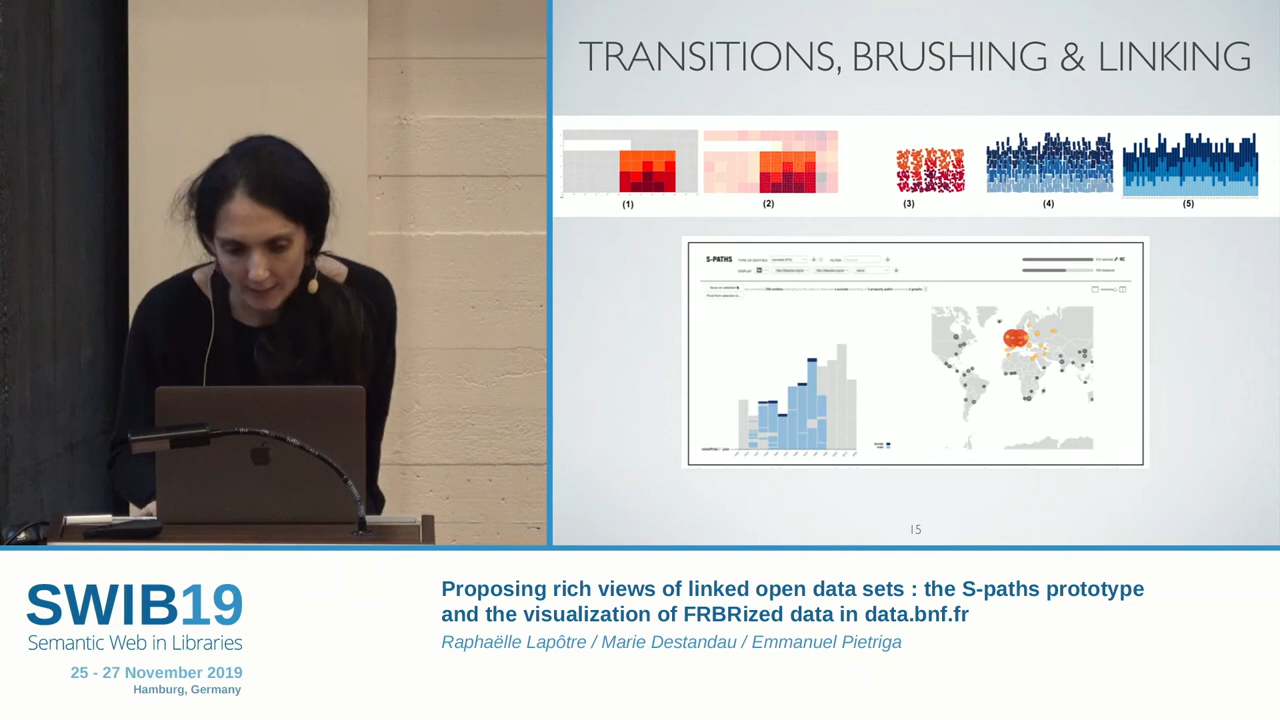 TRANSITIONS, BRUSHING & LINKING
(1)
(2)
(3)
(4)
(5)
S-PATHS
15
SWIB19
Semantic Web in Libraries
25 - 27 November 2019
Hamburg, Germany
Proposing rich views of linked open data sets : the S-paths prototype
and the visualization of FRBRized data in data.bnf.fr
Raphaëlle Lapôtre / Marie Destandau / Emmanuel Pietriga